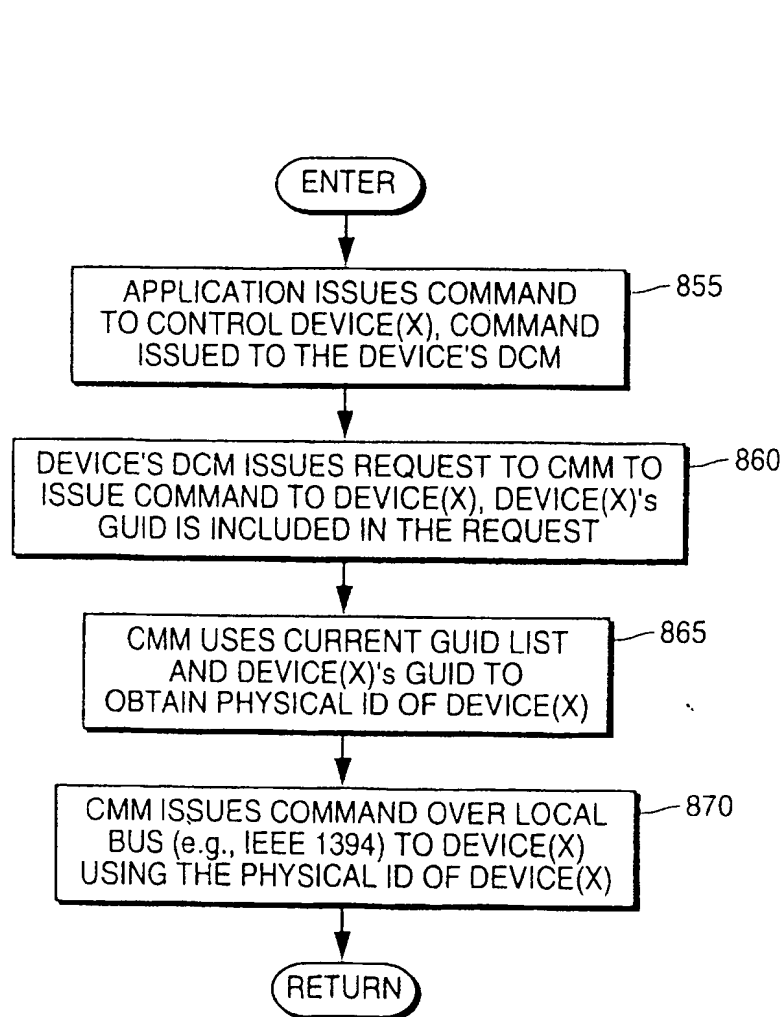 ENTER
APPLICATION ISSUES COMMAND
TO CONTROL DEVICE(X), COMMAND
ISSUED TO THE DEVICE'S DCM
855
DEVICE'S DCM ISSUES REQUEST TO CMM TO
ISSUE COMMAND TO DEVICE(X), DEVICE(X)'s
GUID IS INCLUDED IN THE REQUEST
860
CMM USES CURRENT GUID LIST
AND DEVICE(X)'s GUID TO
OBTAIN PHYSICAL ID OF DEVICE(X)
865
CMM ISSUES COMMAND OVER LOCAL
BUS (e.g., IEEE 1394) TO DEVICE(X)
USING THE PHYSICAL ID OF DEVICE(X)
870
RETURN